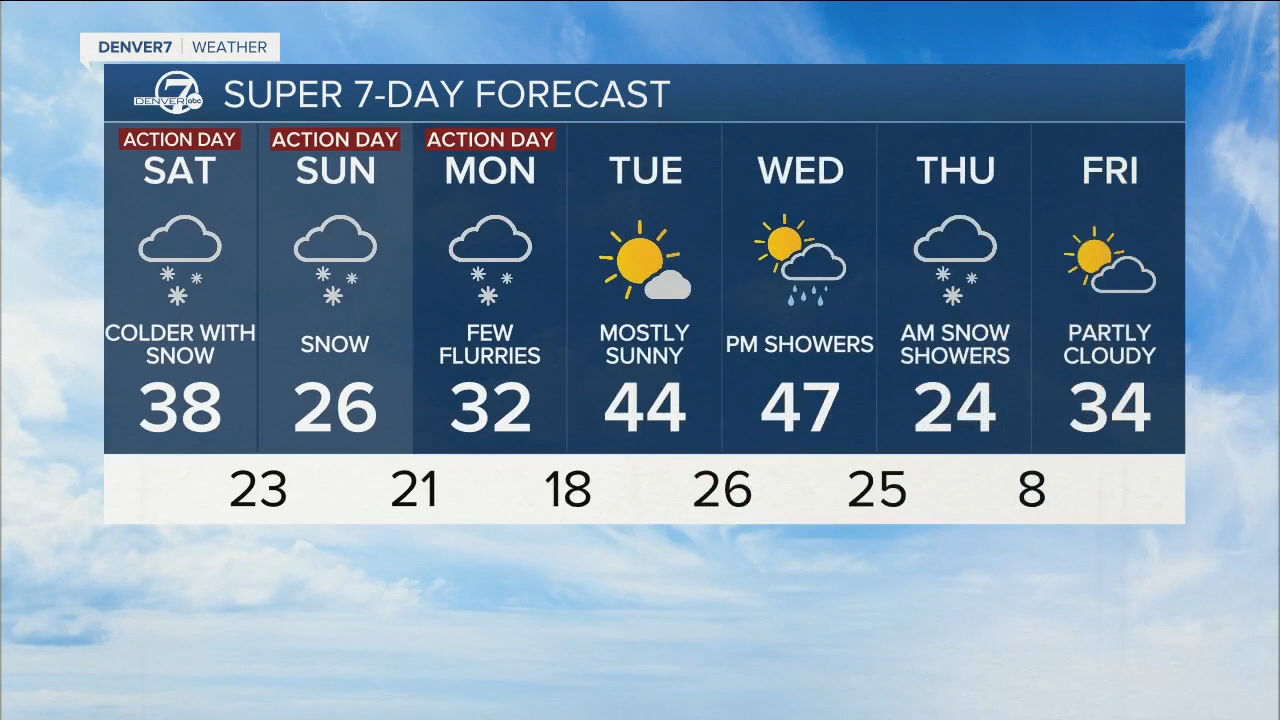 DENVER7 | WEATHER
DENVER 7 abc
SUPER 7-DAY FORECAST
ACTION DAY ACTION DAY ACTION DAY
SAT SUN MON TUE WED THU FRI
COLDER WITH
SNOW
SNOW
FEW
FLURRIES
MOSTLY
SUNNY
PM SHOWERS
AM SNOW
SHOWERS
PARTLY
CLOUDY
38 26 32 44 47 24 34
23 21 18 26 25 8